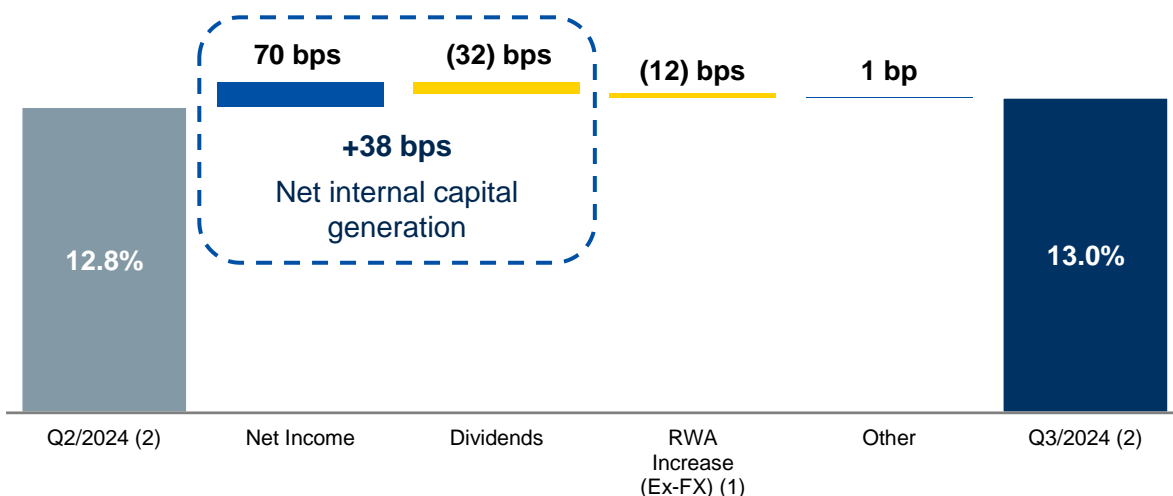 70 bps
(32) bps
(12) bps
1 bp
+38 bps
Net internal capital
generation
12.8%
13.0%
Q2/2024 (2)
Net Income
Dividends
RWA
Increase
(Ex-FX) (1)
Other
Q3/2024 (2)